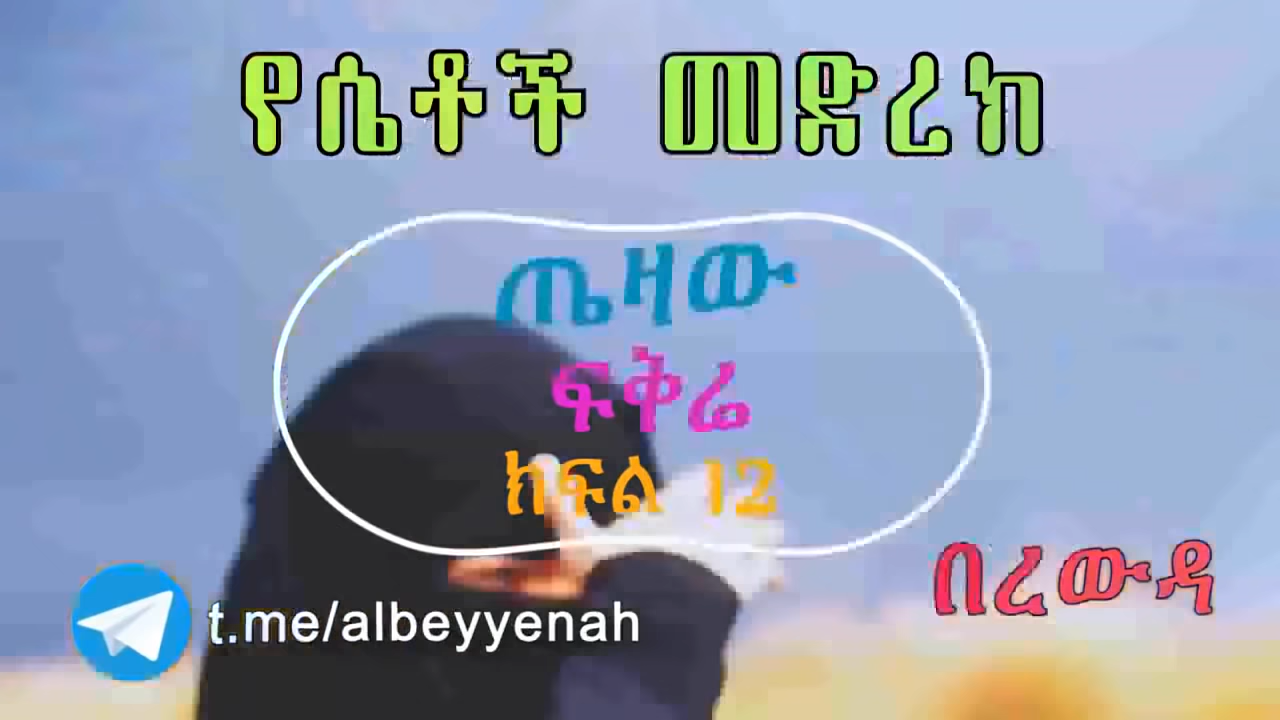 የሴቶች መድረክ
ጤዛው
ፍቅሬ
ክፍል 12
በረውዳ
t.me/albeyyenah